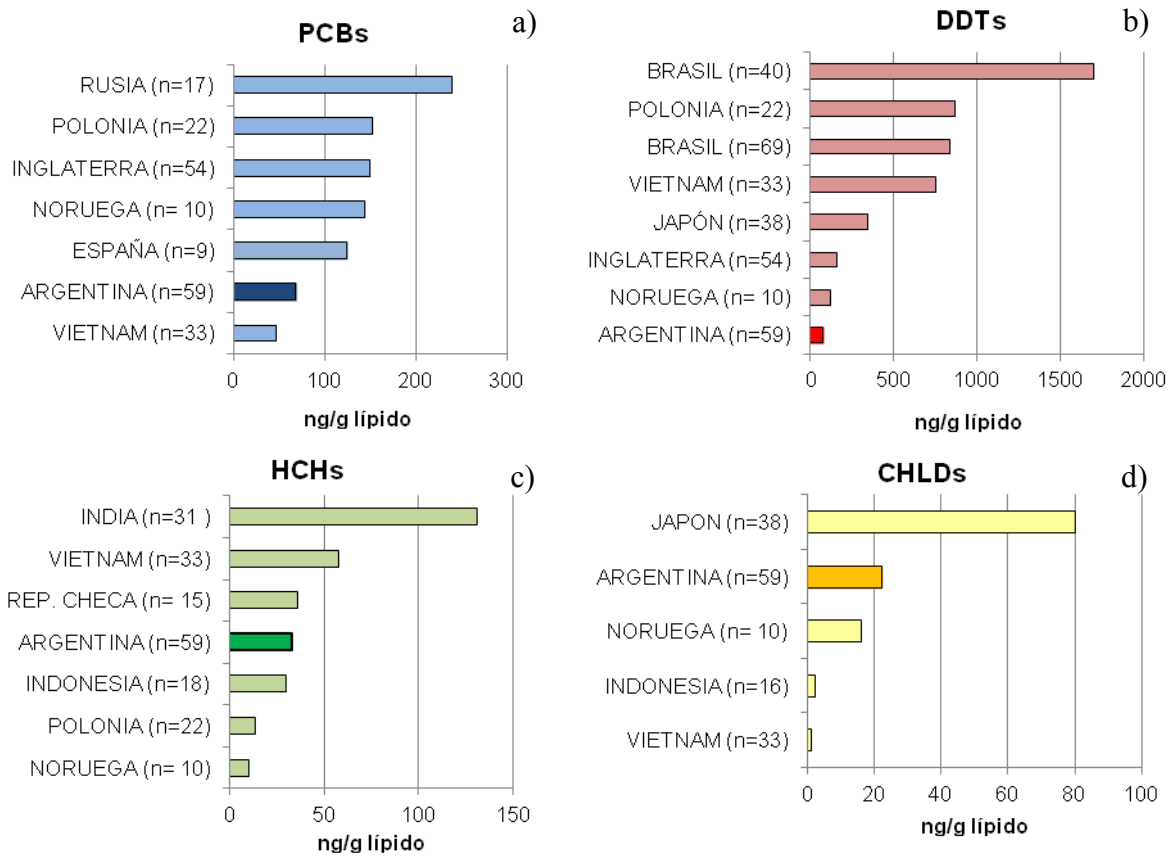 PCBs
a)
RUSIA (n=17)
POLONIA (n=22)
INGLATERRA (n=54)
NORUEGA (n= 10)
ESPAÑA (n=9)
ARGENTINA (n=59)
VIETNAM (n=33)
0 100 200 300
ng/g lípido
DDTs
b)
BRASIL (n=40)
POLONIA (n=22)
BRASIL (n=69)
VIETNAM (n=33)
JAPÓN (n=38)
INGLATERRA (n=54)
NORUEGA (n= 10)
ARGENTINA (n=59)
0 500 1000 1500 2000
ng/g lípido
HCHs
c)
INDIA (n=31 )
VIETNAM (n=33)
REP. CHECA (n= 15)
ARGENTINA (n=59)
INDONESIA (n=18)
POLONIA (n=22)
NORUEGA (n= 10)
0 50 100 150
ng/g lípido
CHLDs
d)
JAPON (n=38)
ARGENTINA (n=59)
NORUEGA (n= 10)
INDONESIA (n=16)
VIETNAM (n=33)
0 20 40 60 80 100
ng/g lípido